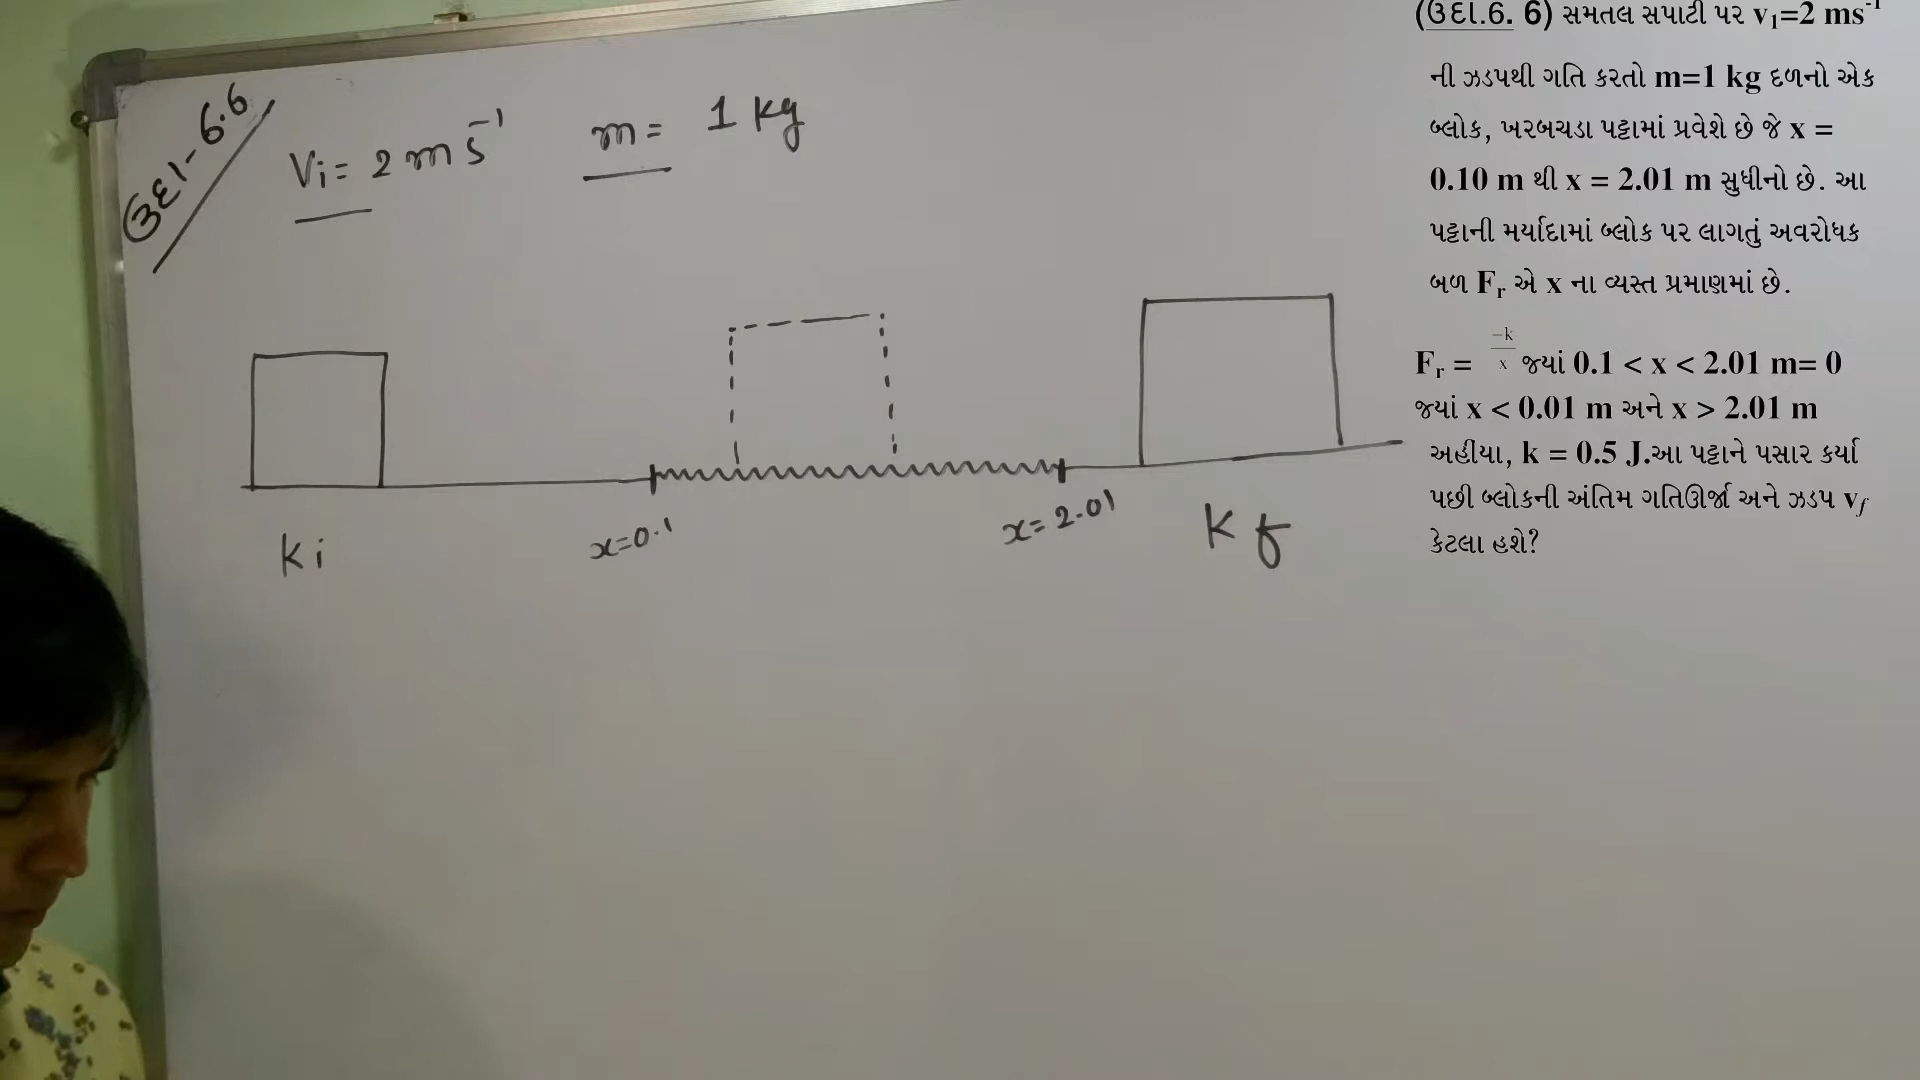 ઉદા-6.6
Vi = 2 m s⁻¹ m = 1 kg
x=0.1
x=2.01
Ki
Kf
(ઉદા.6. 6) સમતલ સપાટી પર v₁=2 ms⁻¹
ની ઝડપથી ગતિ કરતો m=1 kg દળનો એક
બ્લોક, ખરબચડા પટ્ટામાં પ્રવેશે છે જે x =
0.10 m થી x = 2.01 m સુધીનો છે. આ
પટ્ટાની મર્યાદામાં બ્લોક પર લાગતું અવરોધક
બળ Fᵣ એ x ના વ્યસ્ત પ્રમાણમાં છે.
Fᵣ = -k/x જયાં 0.1 < x < 2.01 m= 0
જયાં x < 0.01 m અને x > 2.01 m
અહીંયા, k = 0.5 J.આ પટ્ટાને પસાર કર્યા
પછી બ્લોકની અંતિમ ગતિઊર્જા અને ઝડપ vf
કેટલા હશે?